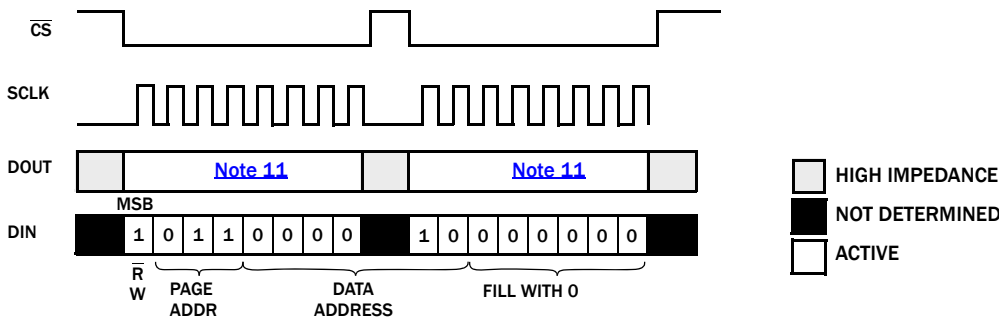 CS
SCLK
DOUT Note 11 Note 11
MSB
DIN 1 0 1 1 0 0 0 0 1 0 0 0 0 0 0 0
R
W
PAGE
ADDR
DATA
ADDRESS
FILL WITH 0
HIGH IMPEDANCE
NOT DETERMINED
ACTIVE